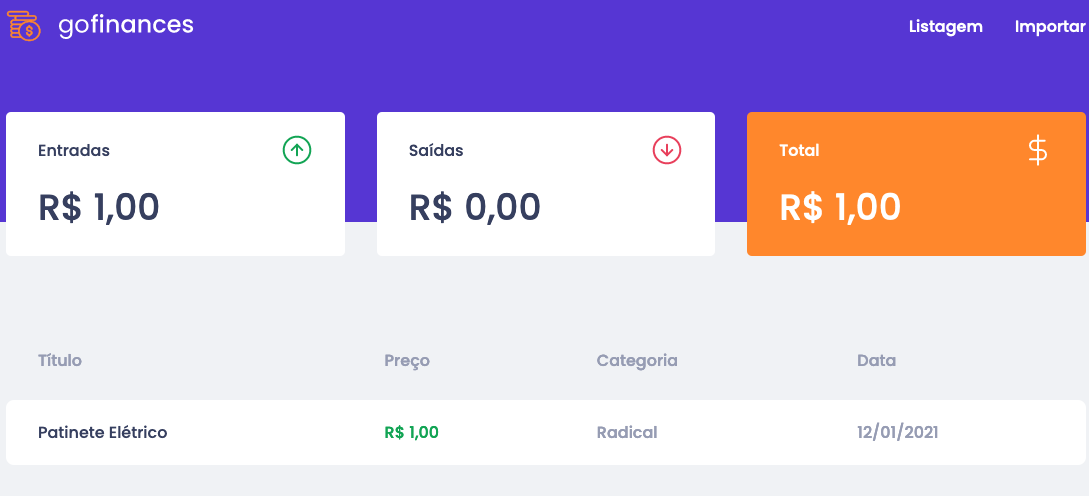 gofinances
Listagem Importar
Entradas
R$ 1,00
Saídas
R$ 0,00
Total
$
R$ 1,00
Título Preço Categoria Data
Patinete Elétrico R$ 1,00 Radical 12/01/2021